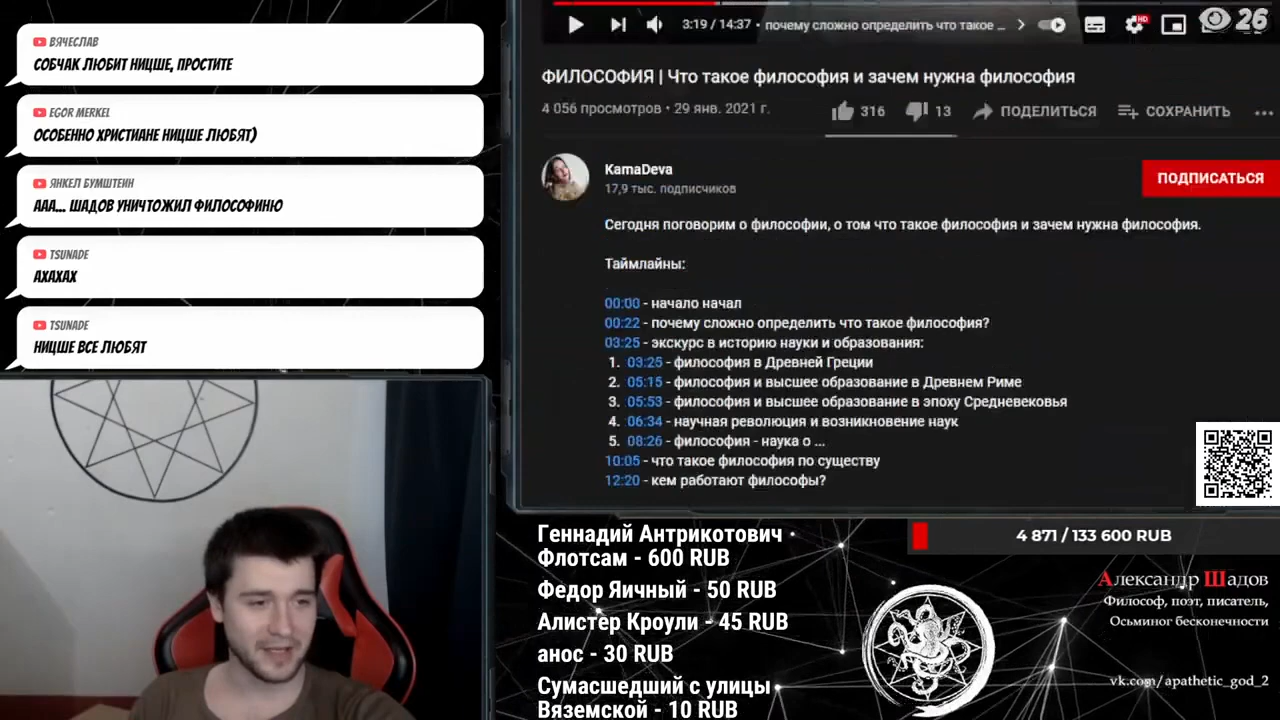 ВЯЧЕСЛАВ
СОБЧАК ЛЮБИТ НИЦШЕ, ПРОСТИТЕ
EGOR MERKEL
ОСОБЕННО ХРИСТИАНЕ НИЦШЕ ЛЮБЯТ)
ЯНКЕЛ БУМШТЕИН
ААА... ШАДОВ УНИЧТОЖИЛ ФИЛОСОФИНЮ
TSUNADE
АХАХАХ
TSUNADE
НИЦШЕ ВСЕ ЛЮБЯТ
3:19 / 14:37 • почему сложно определить что такое ...
HD
26
ФИЛОСОФИЯ | Что такое философия и зачем нужна философия
4 056 просмотров • 29 янв. 2021 г.
316
13
ПОДЕЛИТЬСЯ
СОХРАНИТЬ
KamaDeva
17,9 тыс. подписчиков
ПОДПИСАТЬСЯ
Сегодня поговорим о философии, о том что такое философия и зачем нужна философия.
Таймлайны:
00:00 - начало начал
00:22 - почему сложно определить что такое философия?
03:25 - экскурс в историю науки и образования:
1. 03:25 - философия в Древней Греции
2. 05:15 - философия и высшее образование в Древнем Риме
3. 05:53 - философия и высшее образование в эпоху Средневековья
4. 06:34 - научная революция и возникновение наук
5. 08:26 - философия - наука о ...
10:05 - что такое философия по существу
12:20 - кем работают философы?
Геннадий Антрикотович
Флотсам - 600 RUB
Федор Яичный - 50 RUB
Алистер Кроули - 45 RUB
анос - 30 RUB
Сумасшедший с улицы
Вяземской - 10 RUB
4 871 / 133 600 RUB
Александр Шадов
Философ, поэт, писатель,
Осьминог бесконечности
vk.com/apathetic_god_2